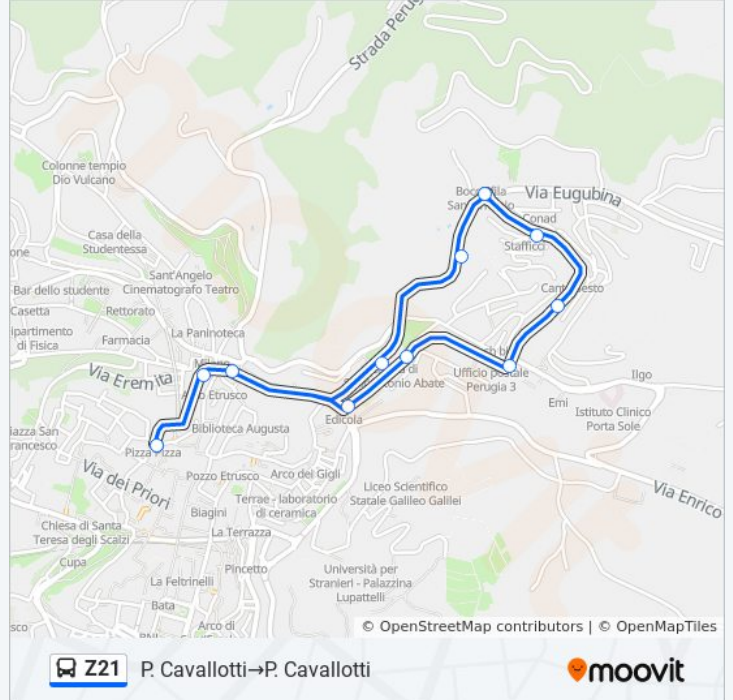 Strada Perug
Colonne tempio
Dio Vulcano
Via Eugubina
Conad
Staffico
Casa della
Studentessa
one
Sant'Angelo
Cinematografo Teatro
Bar dello studente
Casetta
Rettorato
ipartimento
di Fisica
Farmacia
La Paninoteca
Via Eremita
Ufficio postale
Perugia 3
Ilgo
Emi
Istituto Clinico
Porta Sole
Etrusco
Edicola
Biblioteca Augusta
iazza San
rancesco
Pizza Pizza
Via dei Priori
Pozzo Etrusco
Arco dei Gigli
Liceo Scientifico
Statale Galileo Galilei
Via Enrico
Terrae - laboratorio
di ceramica
Biagini
Chiesa di Santa
Teresa degli Scalzi
La Terrazza
Cupa
Pincetto
Università per
Stranieri - Palazzina
Lupattelli
La Feltrinelli
Bata
sco
Arco di
© OpenStreetMap contributors | © OpenMapTiles
Z21 P. Cavallotti→P. Cavallotti
moovit